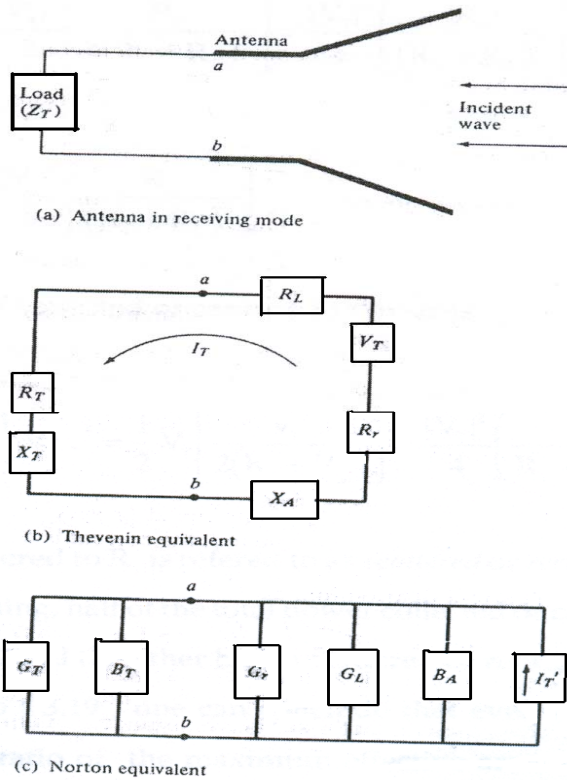 Antenna
a
Load
(Z_T)
Incident
wave
b
(a) Antenna in receiving mode
a
R_L
V_T
I_T
R_T
R_r
X_T
b
X_A
(b) Thevenin equivalent
a
G_T
B_T
G_r
G_L
B_A
I_T'
b
(c) Norton equivalent